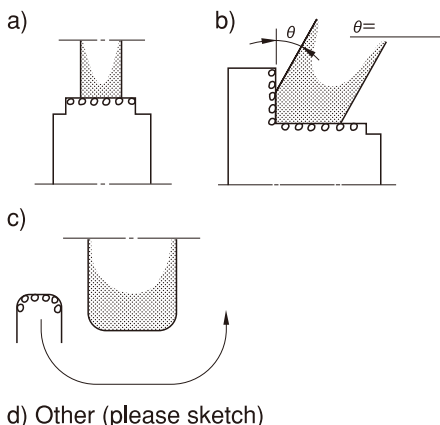 a)
b)
θ
θ=
c)
d) Other (please sketch)